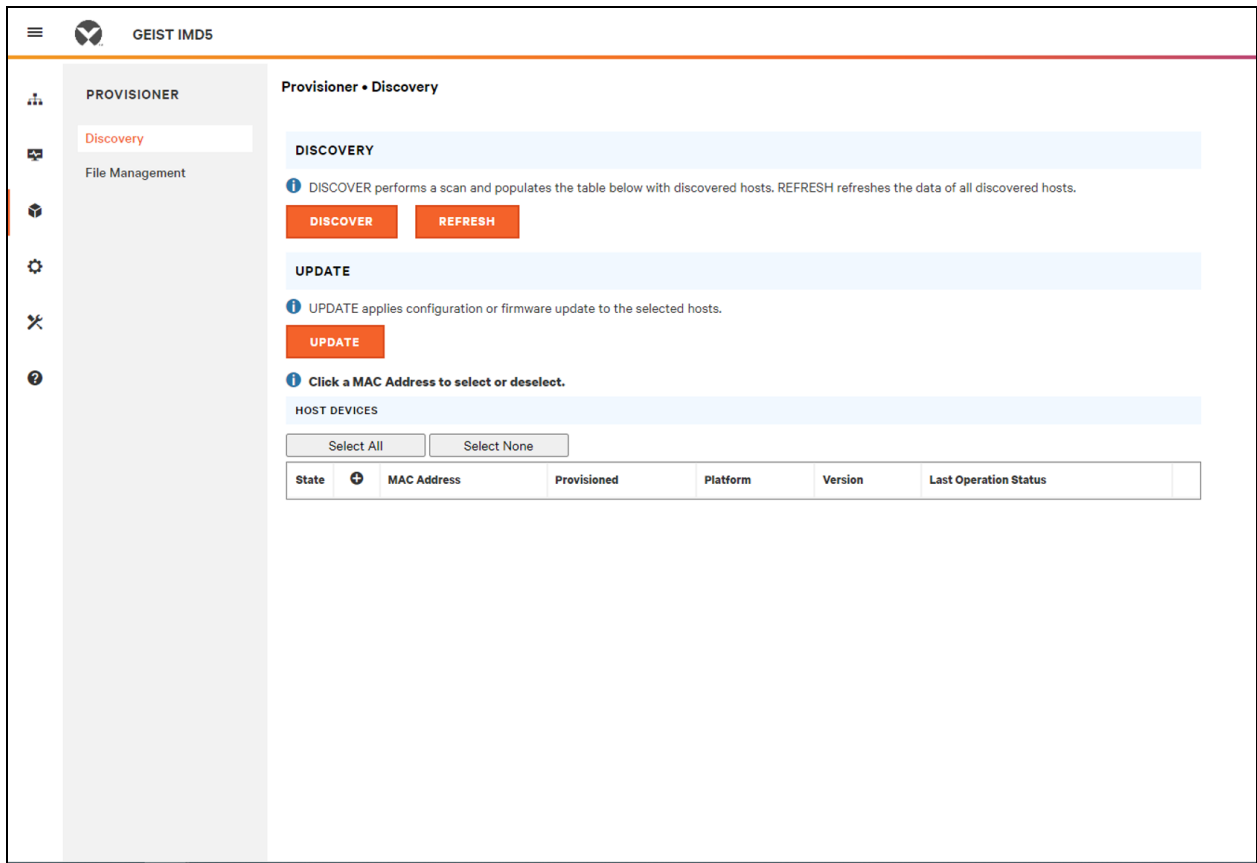 GEIST IMD5
PROVISIONER
Discovery
File Management
Provisioner • Discovery
DISCOVERY
DISCOVER performs a scan and populates the table below with discovered hosts. REFRESH refreshes the data of all discovered hosts.
DISCOVER REFRESH
UPDATE
UPDATE applies configuration or firmware update to the selected hosts.
UPDATE
Click a MAC Address to select or deselect.
HOST DEVICES
Select All Select None
State MAC Address Provisioned Platform Version Last Operation Status